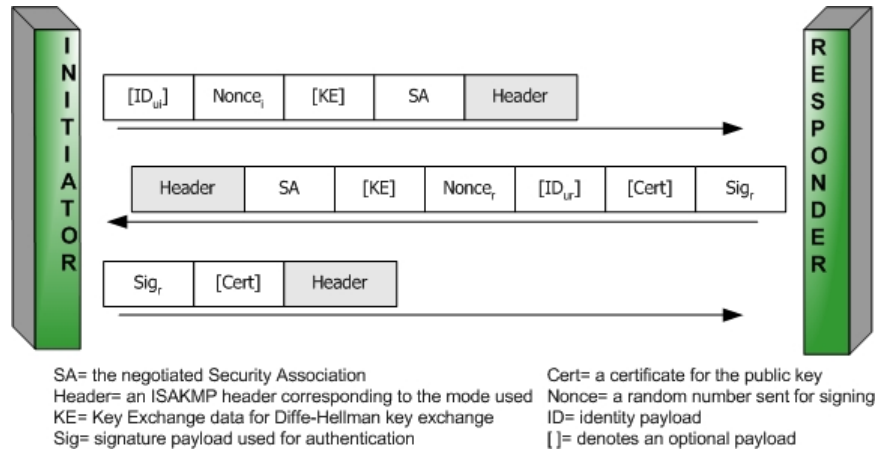 INITIATOR
[ID_ui] Nonce_i [KE] SA Header
Header SA [KE] Nonce_r [ID_ur] [Cert] Sig_r
Sig_r [Cert] Header
RESPONDER
SA= the negotiated Security Association
Header= an ISAKMP header corresponding to the mode used
KE= Key Exchange data for Diffe-Hellman key exchange
Sig= signature payload used for authentication
Cert= a certificate for the public key
Nonce= a random number sent for signing
ID= identity payload
[ ]= denotes an optional payload